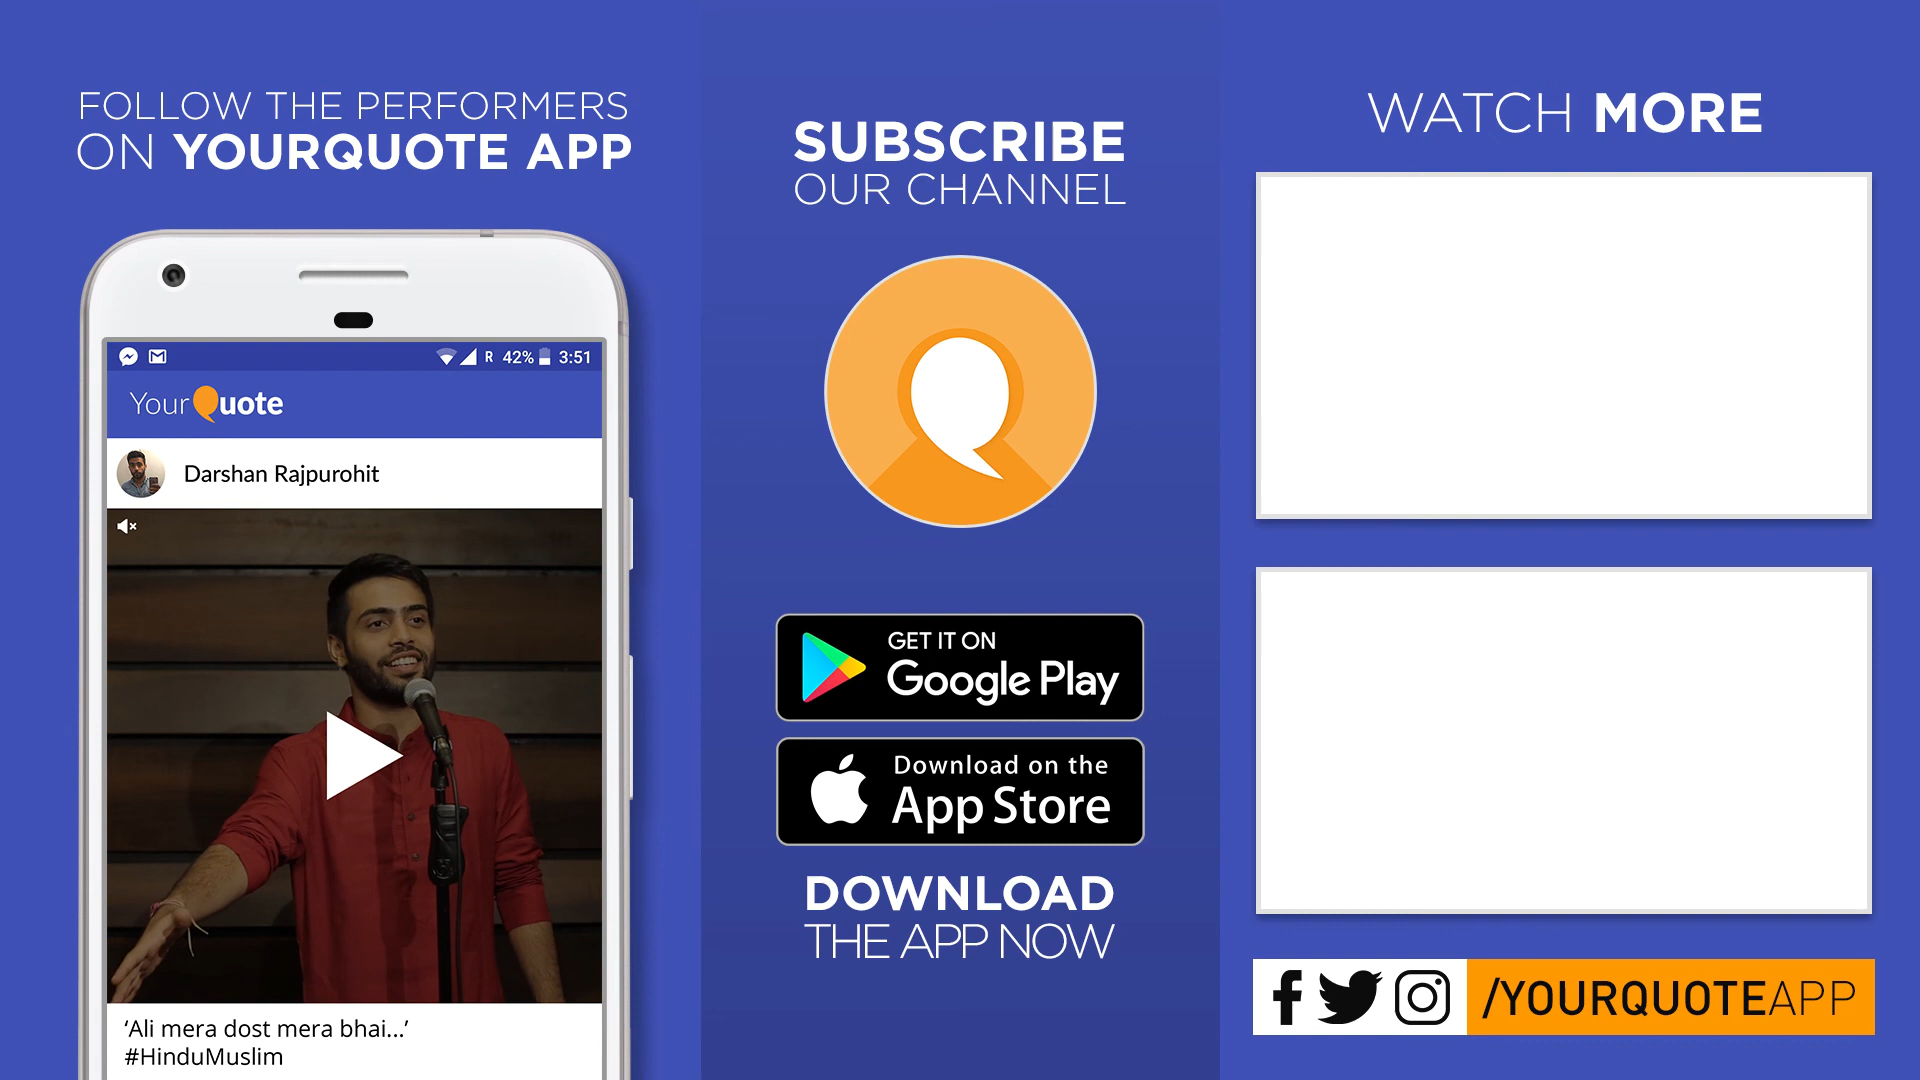 FOLLOW THE PERFORMERS
ON YOURQUOTE APP
R 42% 3:51
YourQuote
Darshan Rajpurohit
‘Ali mera dost mera bhai...’
#HinduMuslim
SUBSCRIBE
OUR CHANNEL
GET IT ON
Google Play
Download on the
App Store
DOWNLOAD
THE APP NOW
WATCH MORE
/YOURQUOTEAPP